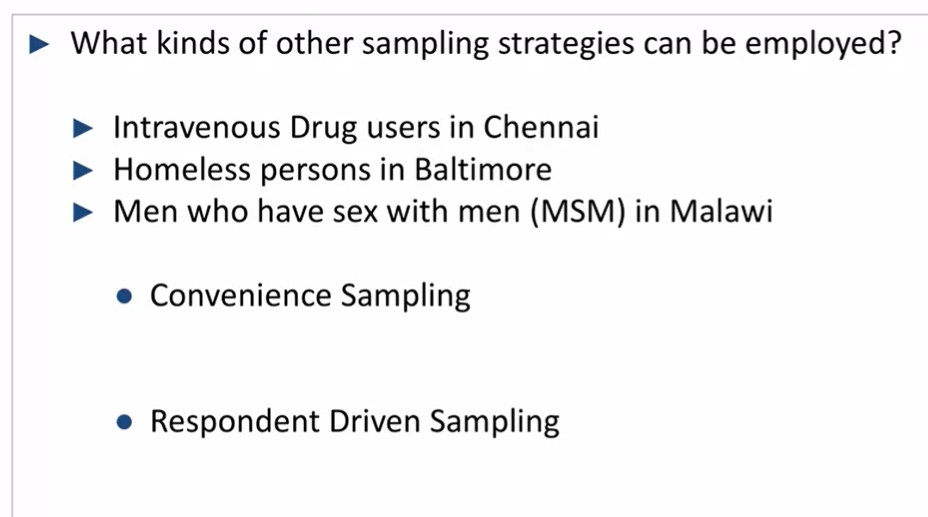 What kinds of other sampling strategies can be employed?
Intravenous Drug users in Chennai
Homeless persons in Baltimore
Men who have sex with men (MSM) in Malawi
Convenience Sampling
Respondent Driven Sampling